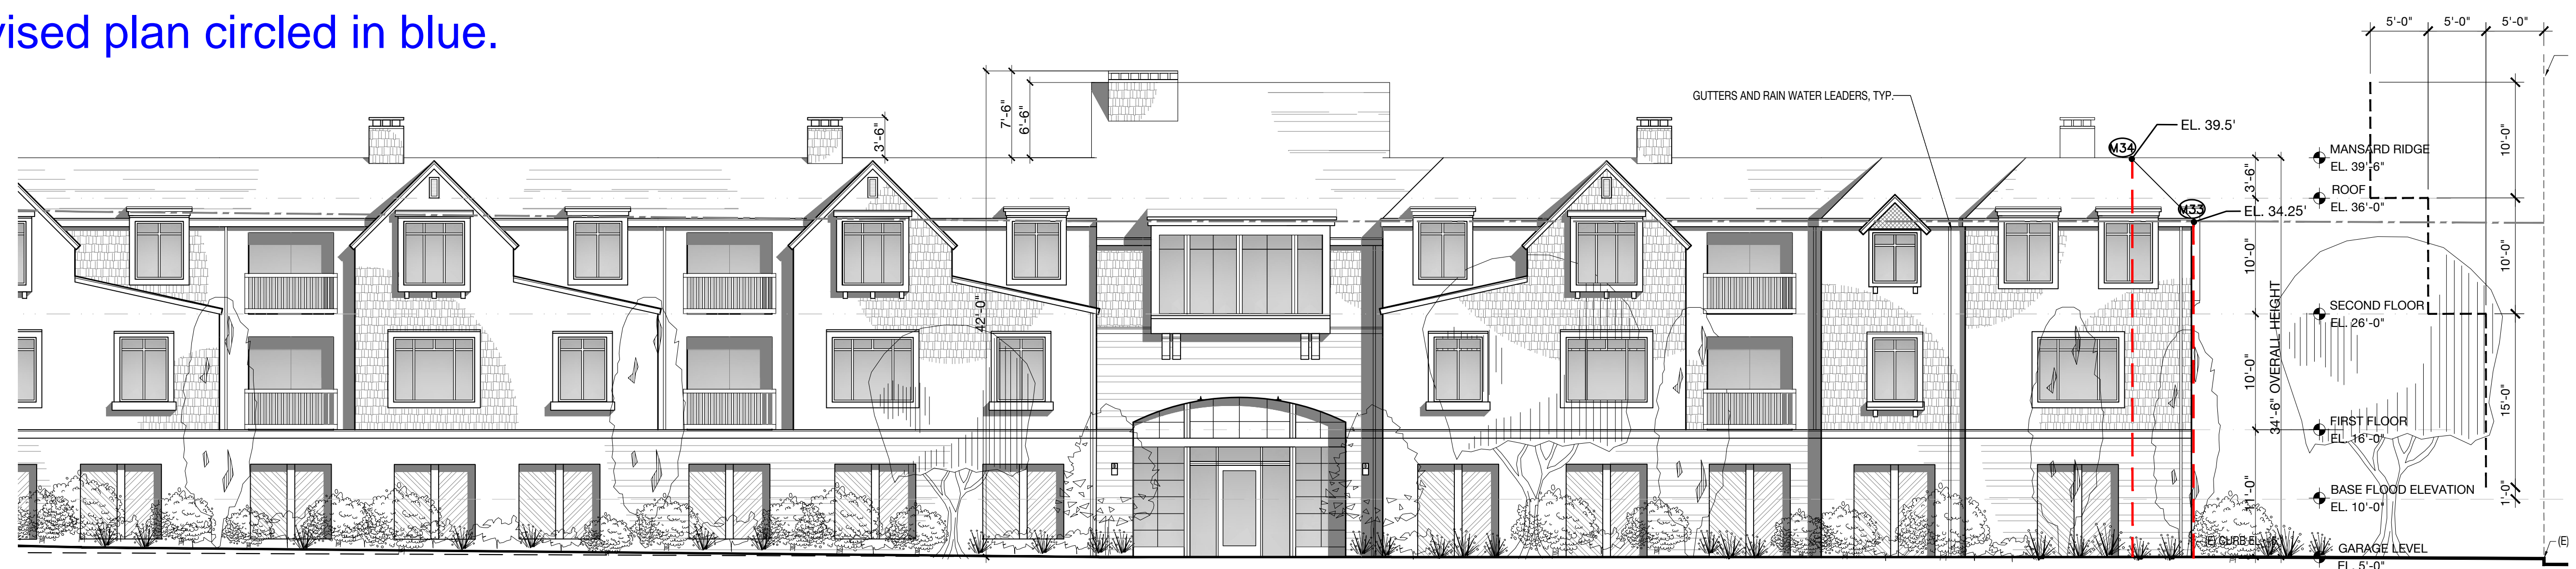 vised plan circled in blue.
5'-0" 5'-0" 5'-0"
7'-6"
6'-6"
3'-6"
42'-0"
GUTTERS AND RAIN WATER LEADERS, TYP.
M34
EL. 39.5'
M33
EL. 34.25'
3'-6"
10'-0"
10'-0"
11'-0"
34'-6" OVERALL HEIGHT
MANSARD RIDGE
EL. 39'-6"
ROOF
EL. 36'-0"
SECOND FLOOR
EL. 26'-0"
FIRST FLOOR
EL. 16'-0"
BASE FLOOD ELEVATION
EL. 10'-0"
GARAGE LEVEL
EL. 5'-0"
10'-0"
10'-0"
15'-0"
1'-0"
(E) CURB EL.
(E)